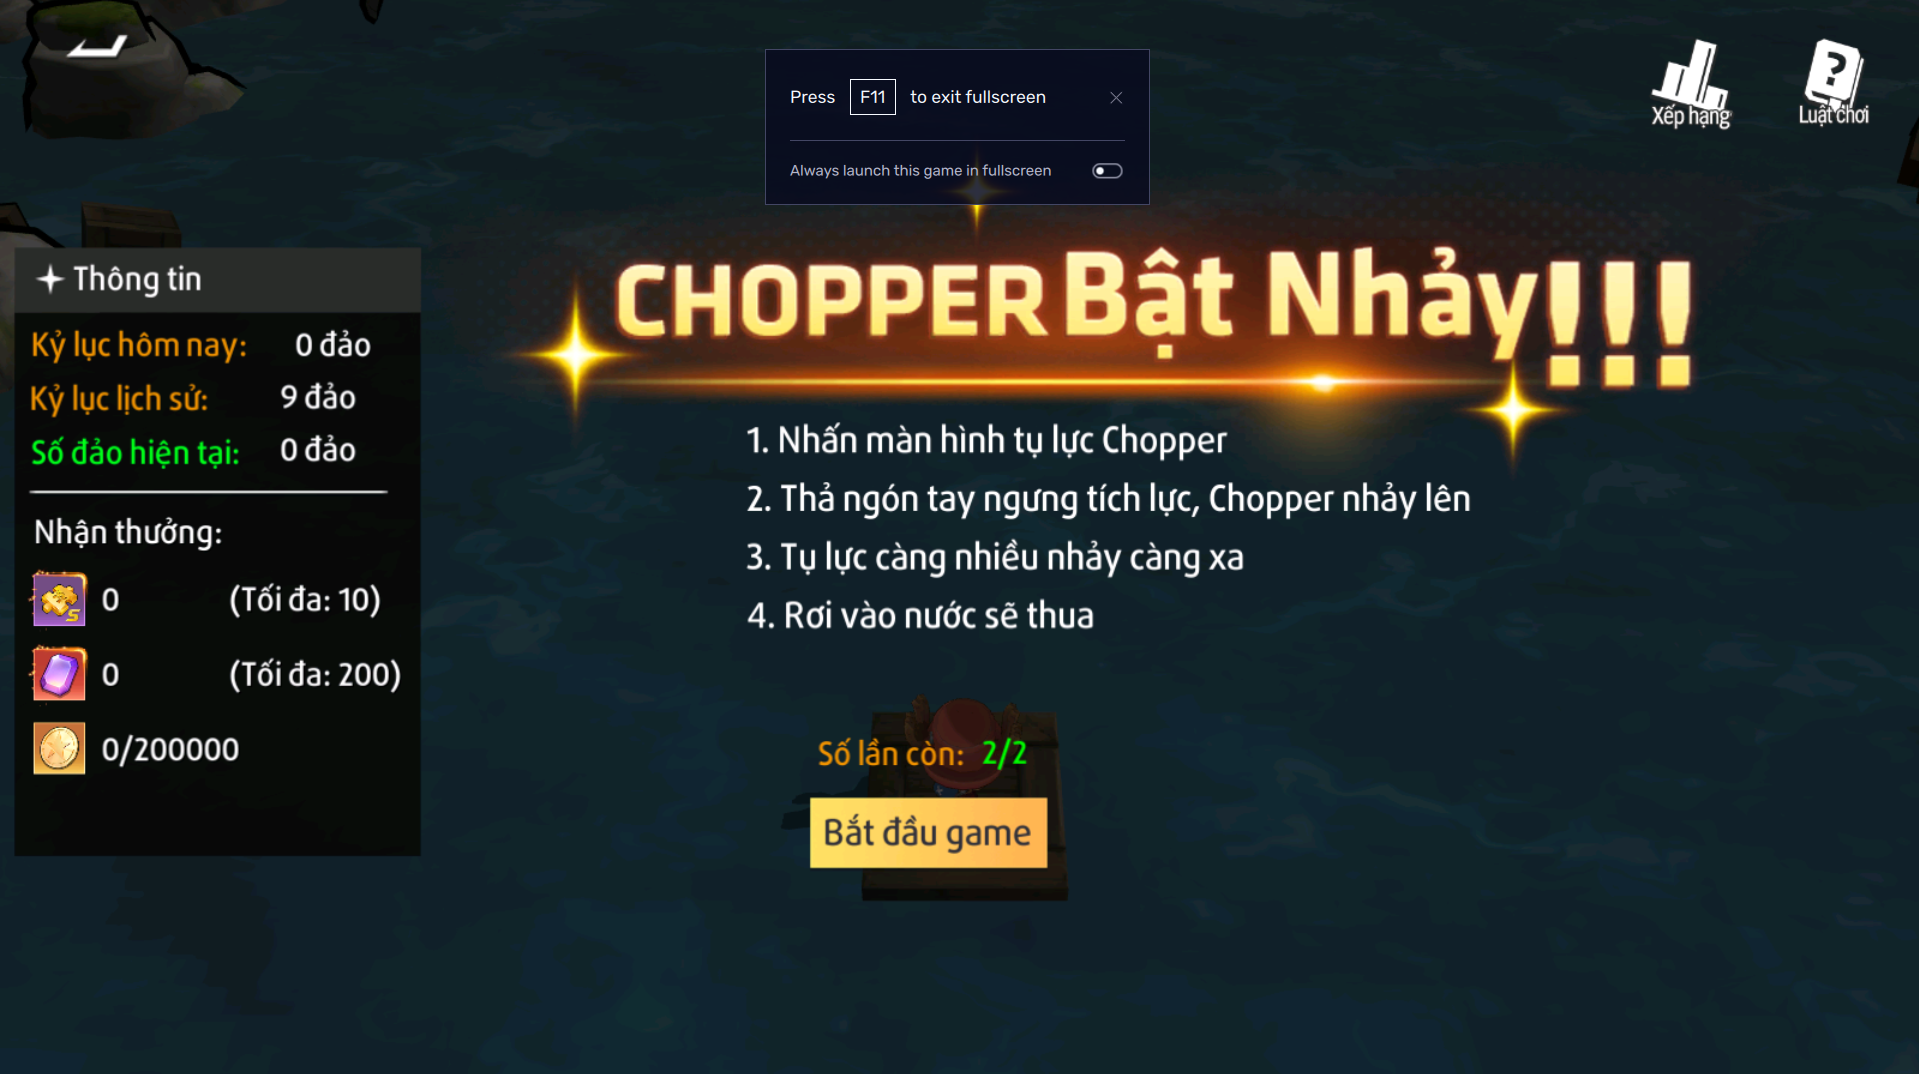 Press F11 to exit fullscreen
Always launch this game in fullscreen
Xếp hạng
Luật chơi
Thông tin
Kỷ lục hôm nay: 0 đảo
Kỷ lục lịch sử: 9 đảo
Số đảo hiện tại: 0 đảo
Nhận thưởng:
S
0 (Tối đa: 10)
0 (Tối đa: 200)
0/200000
CHOPPER Bật Nhảy!!!
1. Nhấn màn hình tụ lực Chopper
2. Thả ngón tay ngưng tích lực, Chopper nhảy lên
3. Tụ lực càng nhiều nhảy càng xa
4. Rơi vào nước sẽ thua
Số lần còn: 2/2
Bắt đầu game